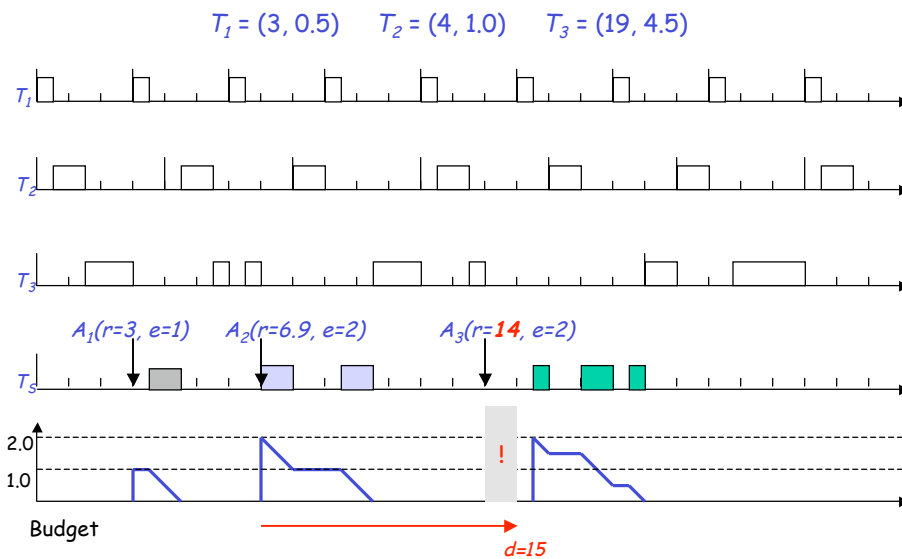 T1 = (3, 0.5) T2 = (4, 1.0) T3 = (19, 4.5)
T1
T2
T3
A1(r=3, e=1) A2(r=6.9, e=2) A3(r=14, e=2)
TS
2.0
!
1.0
Budget
d=15